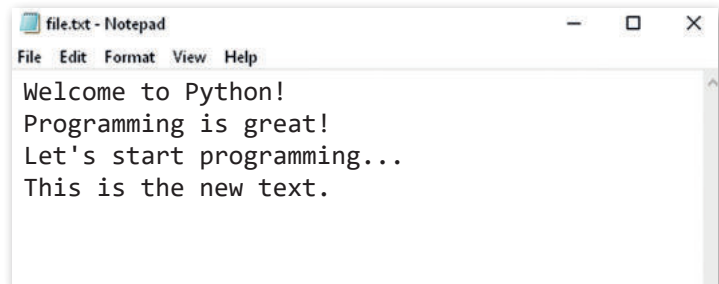 file.txt - Notepad
File Edit Format View Help
Welcome to Python!
Programming is great!
Let's start programming...
This is the new text.